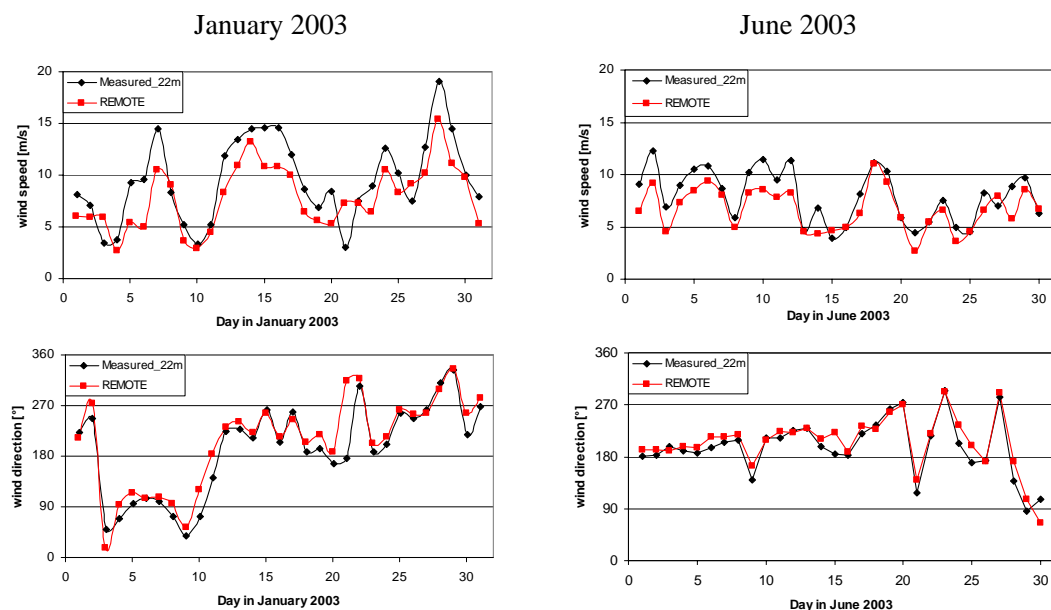 January 2003
June 2003
wind speed [m/s]
20
15
10
5
0
Measured_22m
REMOTE
0 5 10 15 20 25 30
Day in January 2003
wind speed [m/s]
20
15
10
5
0
Measured_22m
REMOTE
0 5 10 15 20 25 30
Day in June 2003
wind direction [°]
360
270
180
90
0
Measured_22m
REMOTE
0 5 10 15 20 25 30
Day in January 2003
wind direction [°]
360
270
180
90
0
Measured_22m
REMOTE
0 5 10 15 20 25 30
Day in June 2003